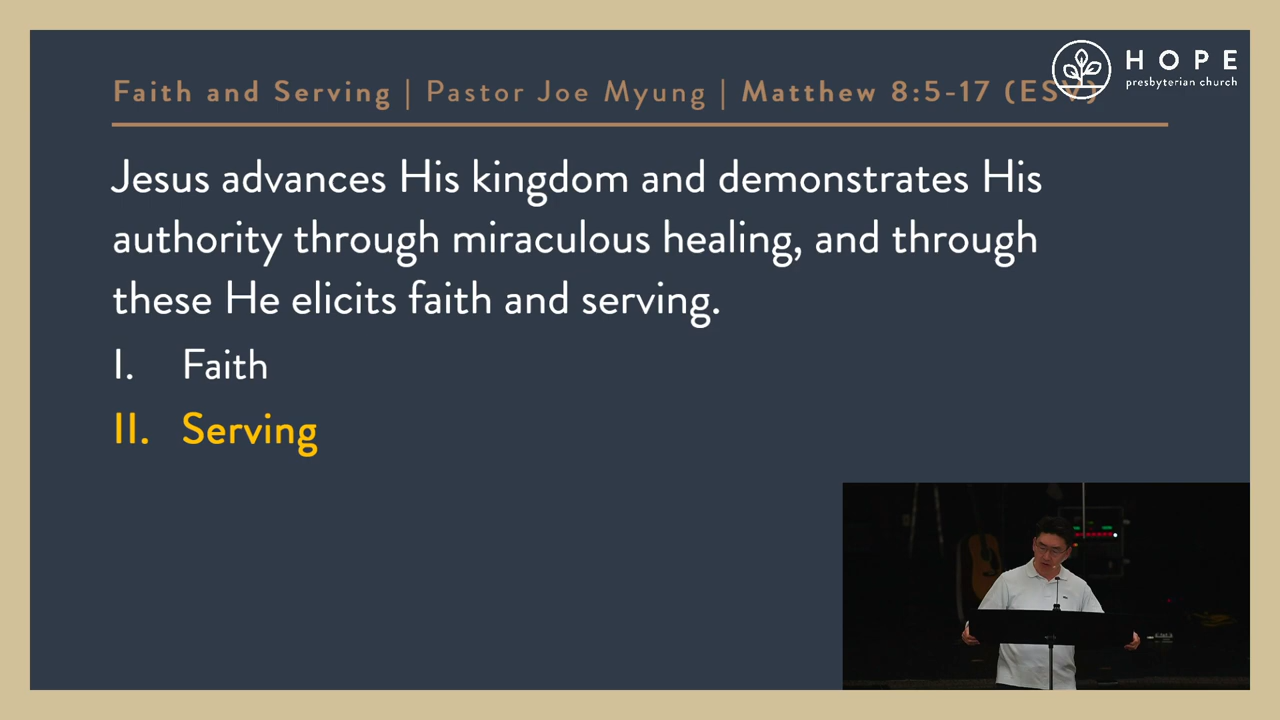 Faith and Serving | Pastor Joe Myung | Matthew 8:5-17 (ESV)
HOPE
presbyterian church
Jesus advances His kingdom and demonstrates His
authority through miraculous healing, and through
these He elicits faith and serving.
I. Faith
II. Serving